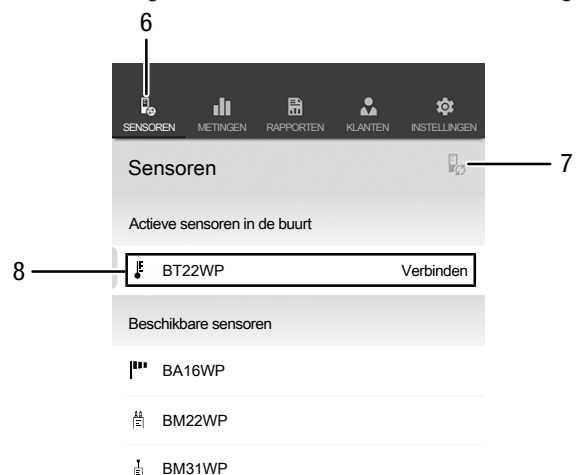 6
SENSOREN METINGEN RAPPORTEN KLANTEN INSTELLINGEN
Sensoren
7
Actieve sensoren in de buurt
8
BT22WP Verbinden
Beschikbare sensoren
BA16WP
BM22WP
BM31WP